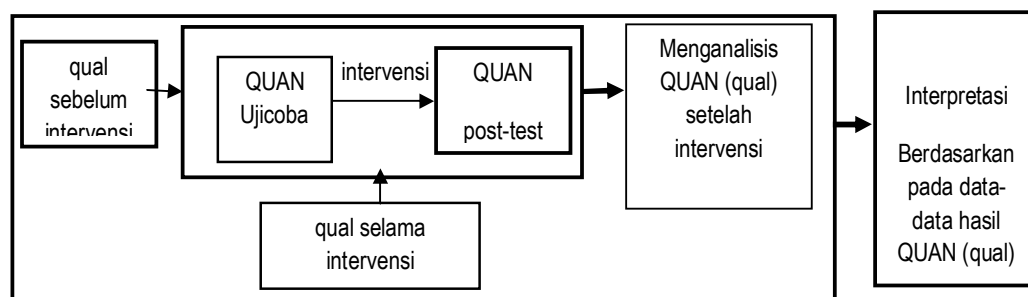 qual
sebelum
intervensi
QUAN
Ujicoba
intervensi
QUAN
post-test
qual selama
intervensi
Menganalisis
QUAN (qual)
setelah
intervensi
Interpretasi
Berdasarkan
pada data-
data hasil
QUAN (qual)